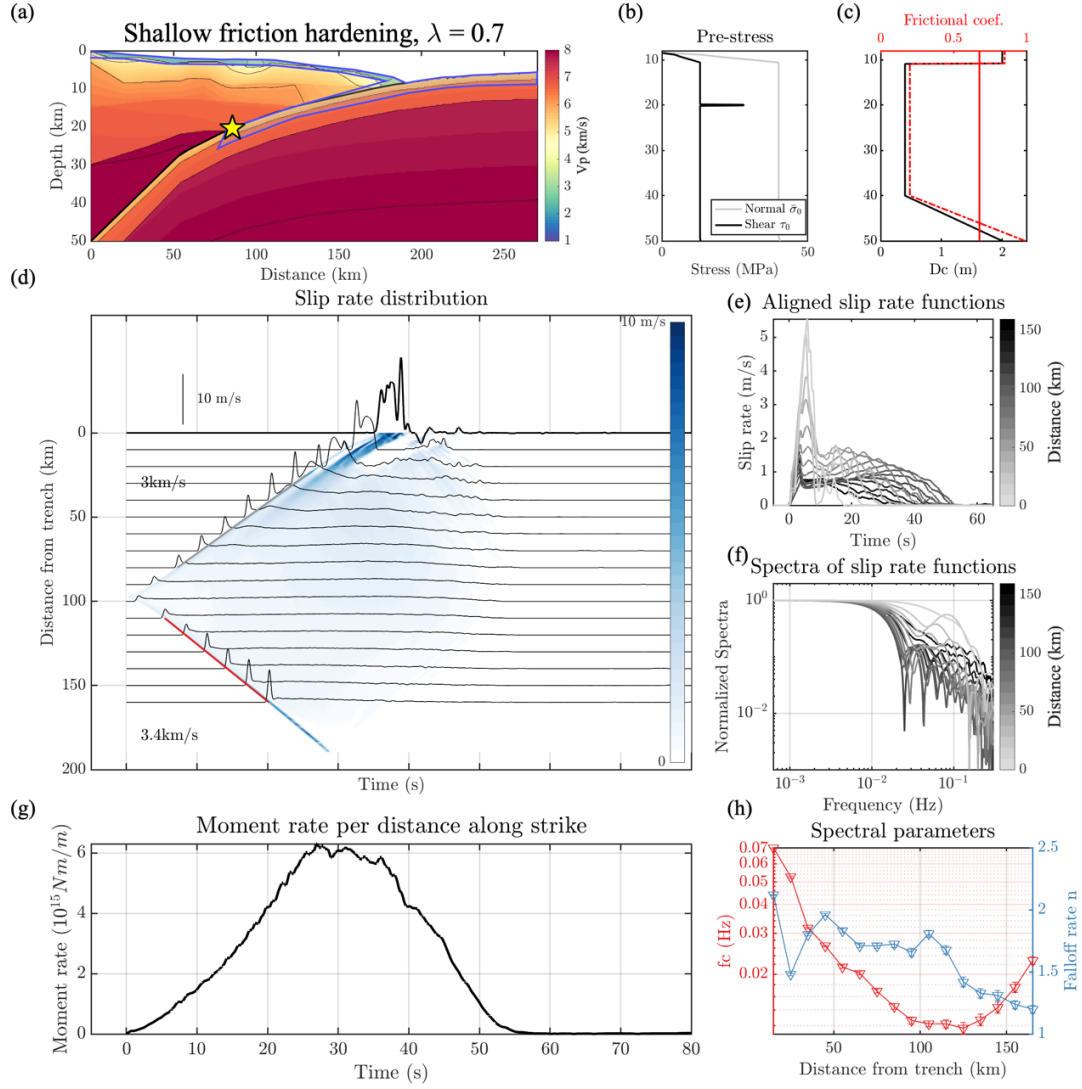 (a)
Shallow friction hardening, λ = 0.7
0
10
20
30
40
50
Depth (km)
0
50
100
150
200
250
Distance (km)
8
7
6
5
4
3
2
1
Vp (km/s)
(b)
Pre-stress
10
20
30
40
50
Normal σ̄₀
Shear τ₀
0
50
Stress (MPa)
(c)
Frictional coef.
0
0.5
1
10
20
30
40
50
0
1
2
Dc (m)
(d)
Slip rate distribution
10 m/s
10 m/s
0
3km/s
50
100
150
3.4km/s
200
0
Distance from trench (km)
Time (s)
(e)
Aligned slip rate functions
5
4
3
2
1
0
Slip rate (m/s)
0
20
40
60
Time (s)
150
100
50
0
Distance (km)
(f)
Spectra of slip rate functions
10⁰
10⁻²
Normalized Spectra
10⁻³
10⁻²
10⁻¹
Frequency (Hz)
150
100
50
0
Distance (km)
(g)
Moment rate per distance along strike
6
4
2
0
Moment rate (10¹⁵Nm/m)
0
10
20
30
40
50
60
70
80
Time (s)
(h)
Spectral parameters
0.07
0.06
0.05
0.04
0.03
0.02
fc (Hz)
2.5
2
1.5
1
Falloff rate n
50
100
150
Distance from trench (km)